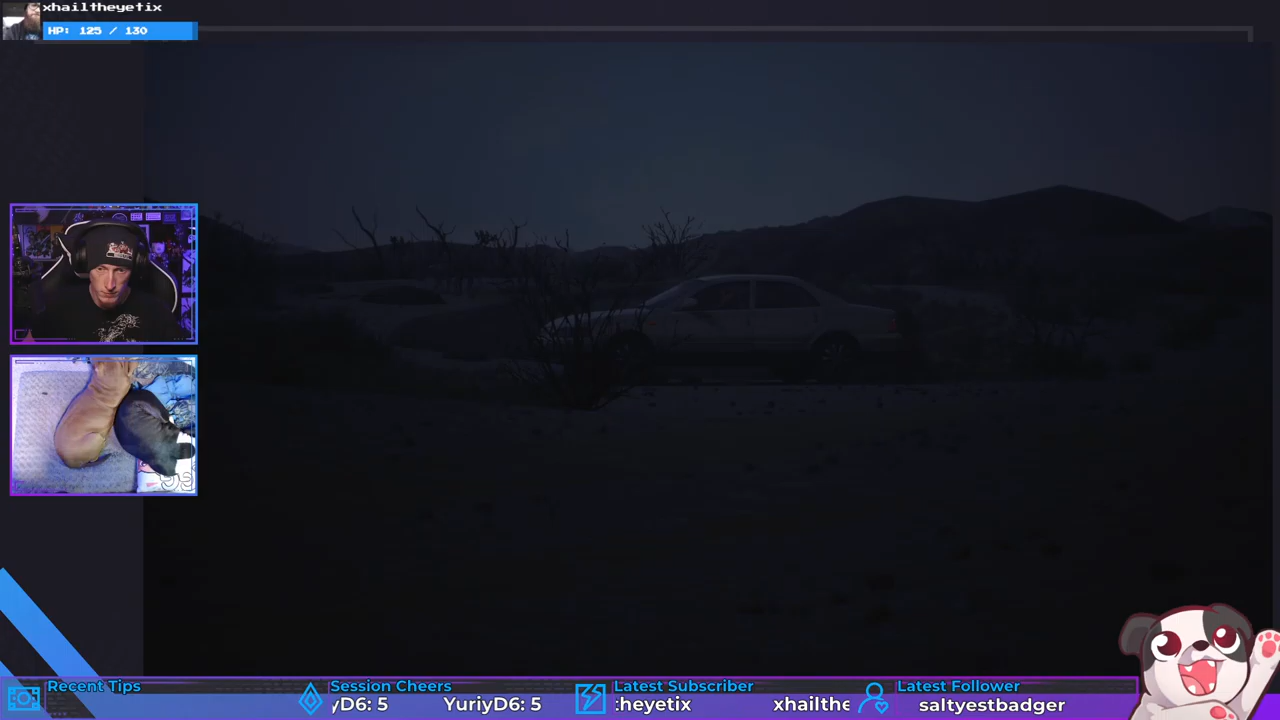 xhailtheyetix
HP: 125 / 130
Recent Tips
Session Cheers
yD6: 5 YuriyD6: 5
Latest Subscriber
:heyetix xhailthe
Latest Follower
saltyestbadger